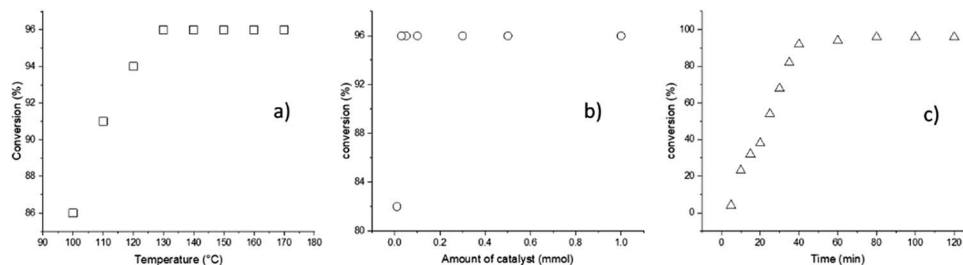 96
94
92
90
88
86
Conversion (%)
90 100 110 120 130 140 150 160 170 180
Temperature (°C)
a)
100
96
92
88
84
80
conversion (%)
0.0 0.2 0.4 0.6 0.8 1.0
Amount of catalyst (mmol)
b)
100
80
60
40
20
0
conversion (%)
0 20 40 60 80 100 120
Time (min)
c)